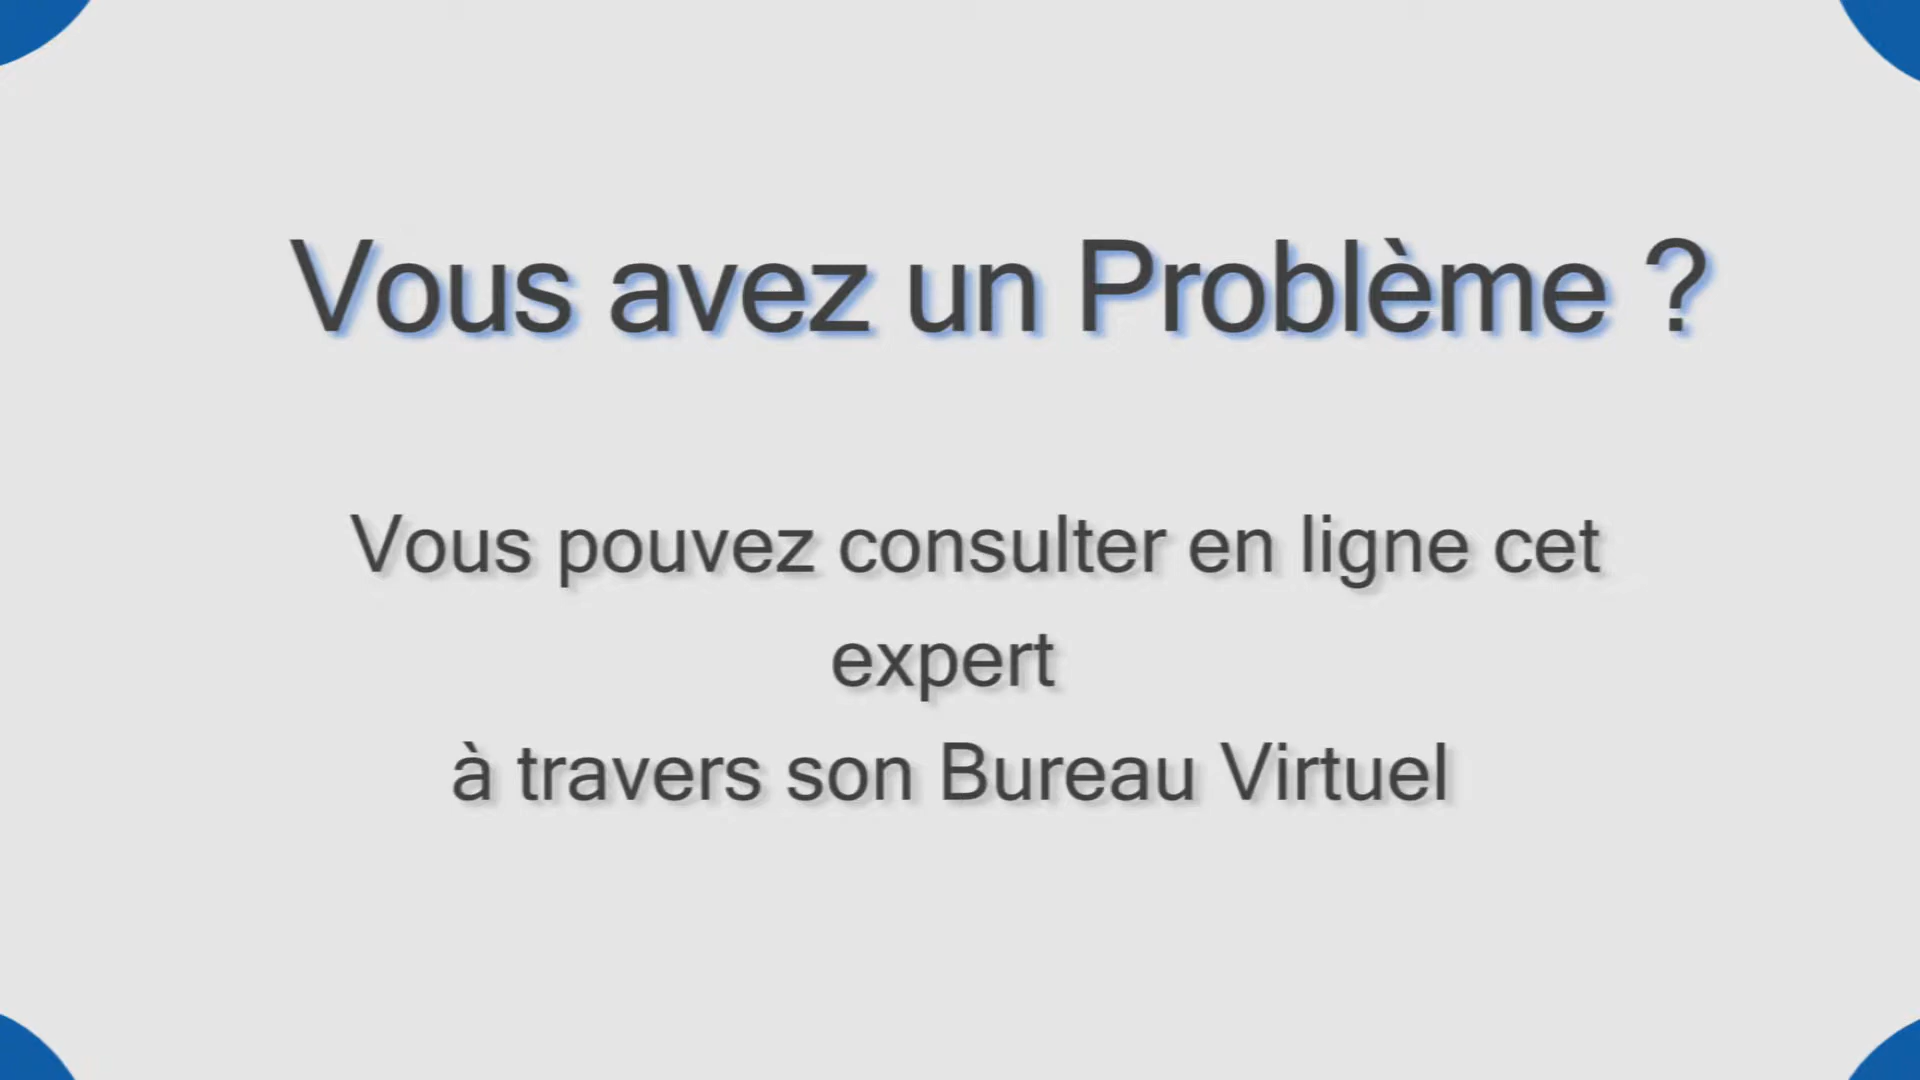 Vous avez un Problème ?
Vous pouvez consulter en ligne cet
expert
à travers son Bureau Virtuel